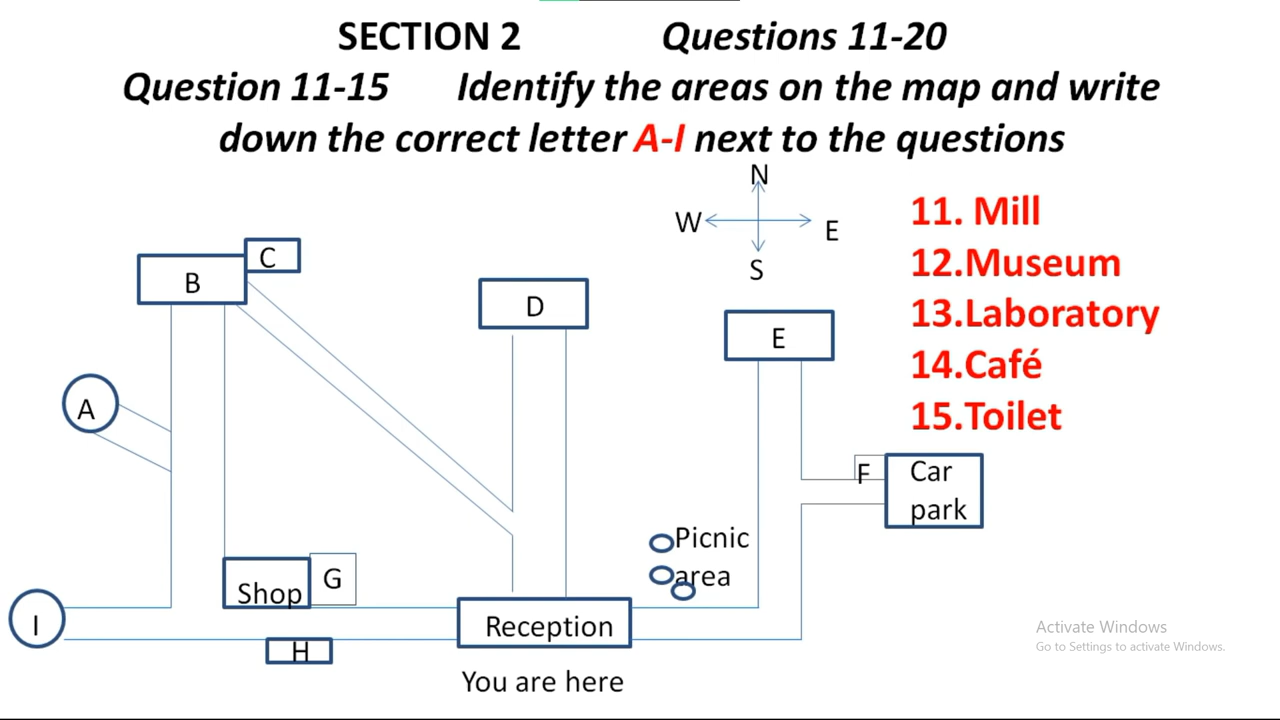 SECTION 2 Questions 11-20
Question 11-15 Identify the areas on the map and write
down the correct letter A-I next to the questions
N
W
E
S
11. Mill
12.Museum
13.Laboratory
14.Café
15.Toilet
C
B
D
E
A
F
Car
park
Picnic
area
G
Shop
I
H
Reception
You are here
Activate Windows
Go to Settings to activate Windows.